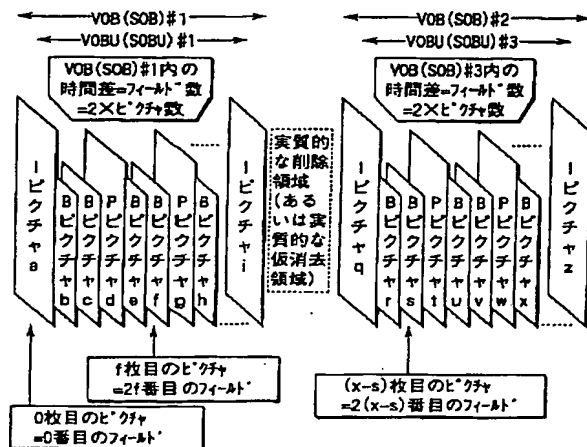 VOB(SOB)#1
VOBU(SOBU)#1
VOB(SOB)#1内の
時間差=フィールド数
=2×ピクチャ数
Iピクチャa
Bピクチャb
Bピクチャc
Pピクチャd
Bピクチャe
Bピクチャf
Pピクチャg
Bピクチャh
Iピクチャi
実質的
な削除
領域
(ある
いは実
質的な
仮消去
領域)
VOB(SOB)#2
VOBU(SOBU)#3
VOB(SOB)#3内の
時間差=フィールド数
=2×ピクチャ数
Iピクチャq
Bピクチャr
Bピクチャs
Pピクチャt
Bピクチャu
Bピクチャv
Pピクチャw
Bピクチャx
Iピクチャz
f枚目のピクチャ
=2f番目のフィールド
0枚目のピクチャ
=0番目のフィールド
(x-s)枚目のピクチャ
=2(x-s)番目のフィールド